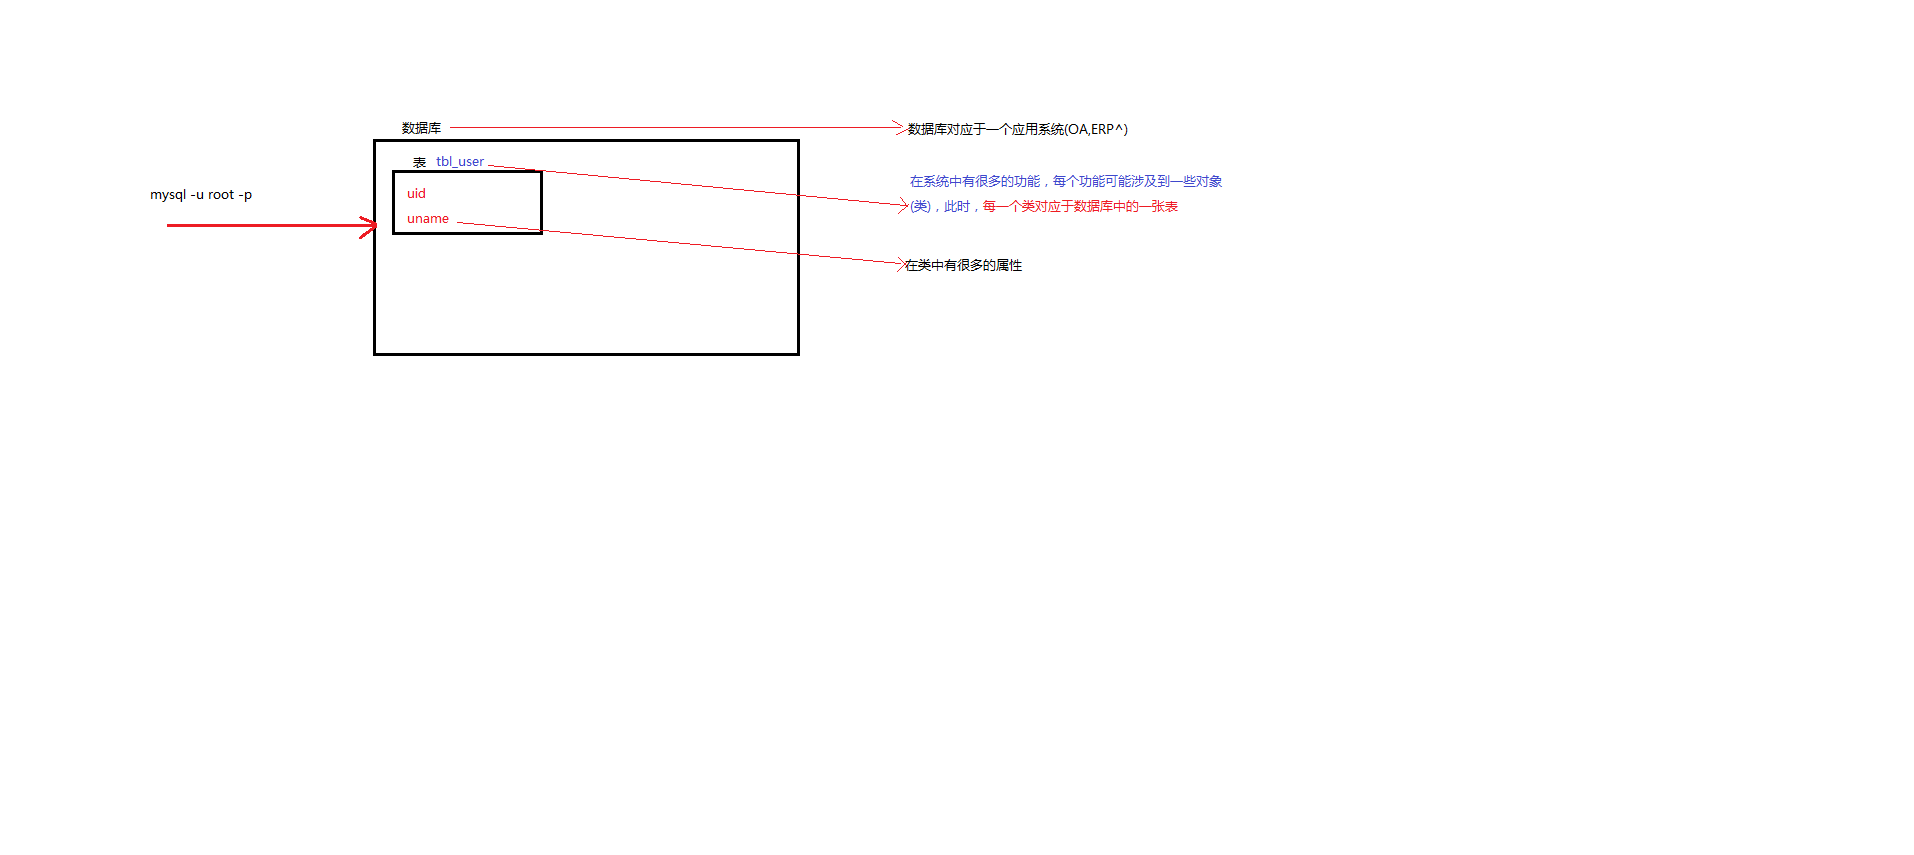 数据库
数据库对应于一个应用系统(OA,ERP^)
表 tbl_user
在系统中有很多的功能，每个功能可能涉及到一些对象
(类)，此时，每一个类对应于数据库中的一张表
mysql -u root -p
uid
uname
在类中有很多的属性